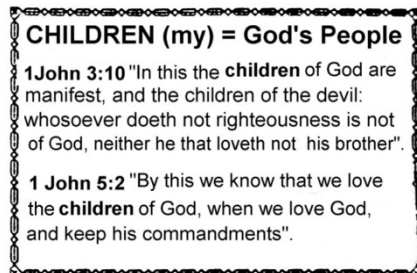 CHILDREN (my) = God's People
1John 3:10 "In this the children of God are
manifest, and the children of the devil:
whosoever doeth not righteousness is not
of God, neither he that loveth not his brother".
1 John 5:2 "By this we know that we love
the children of God, when we love God,
and keep his commandments".